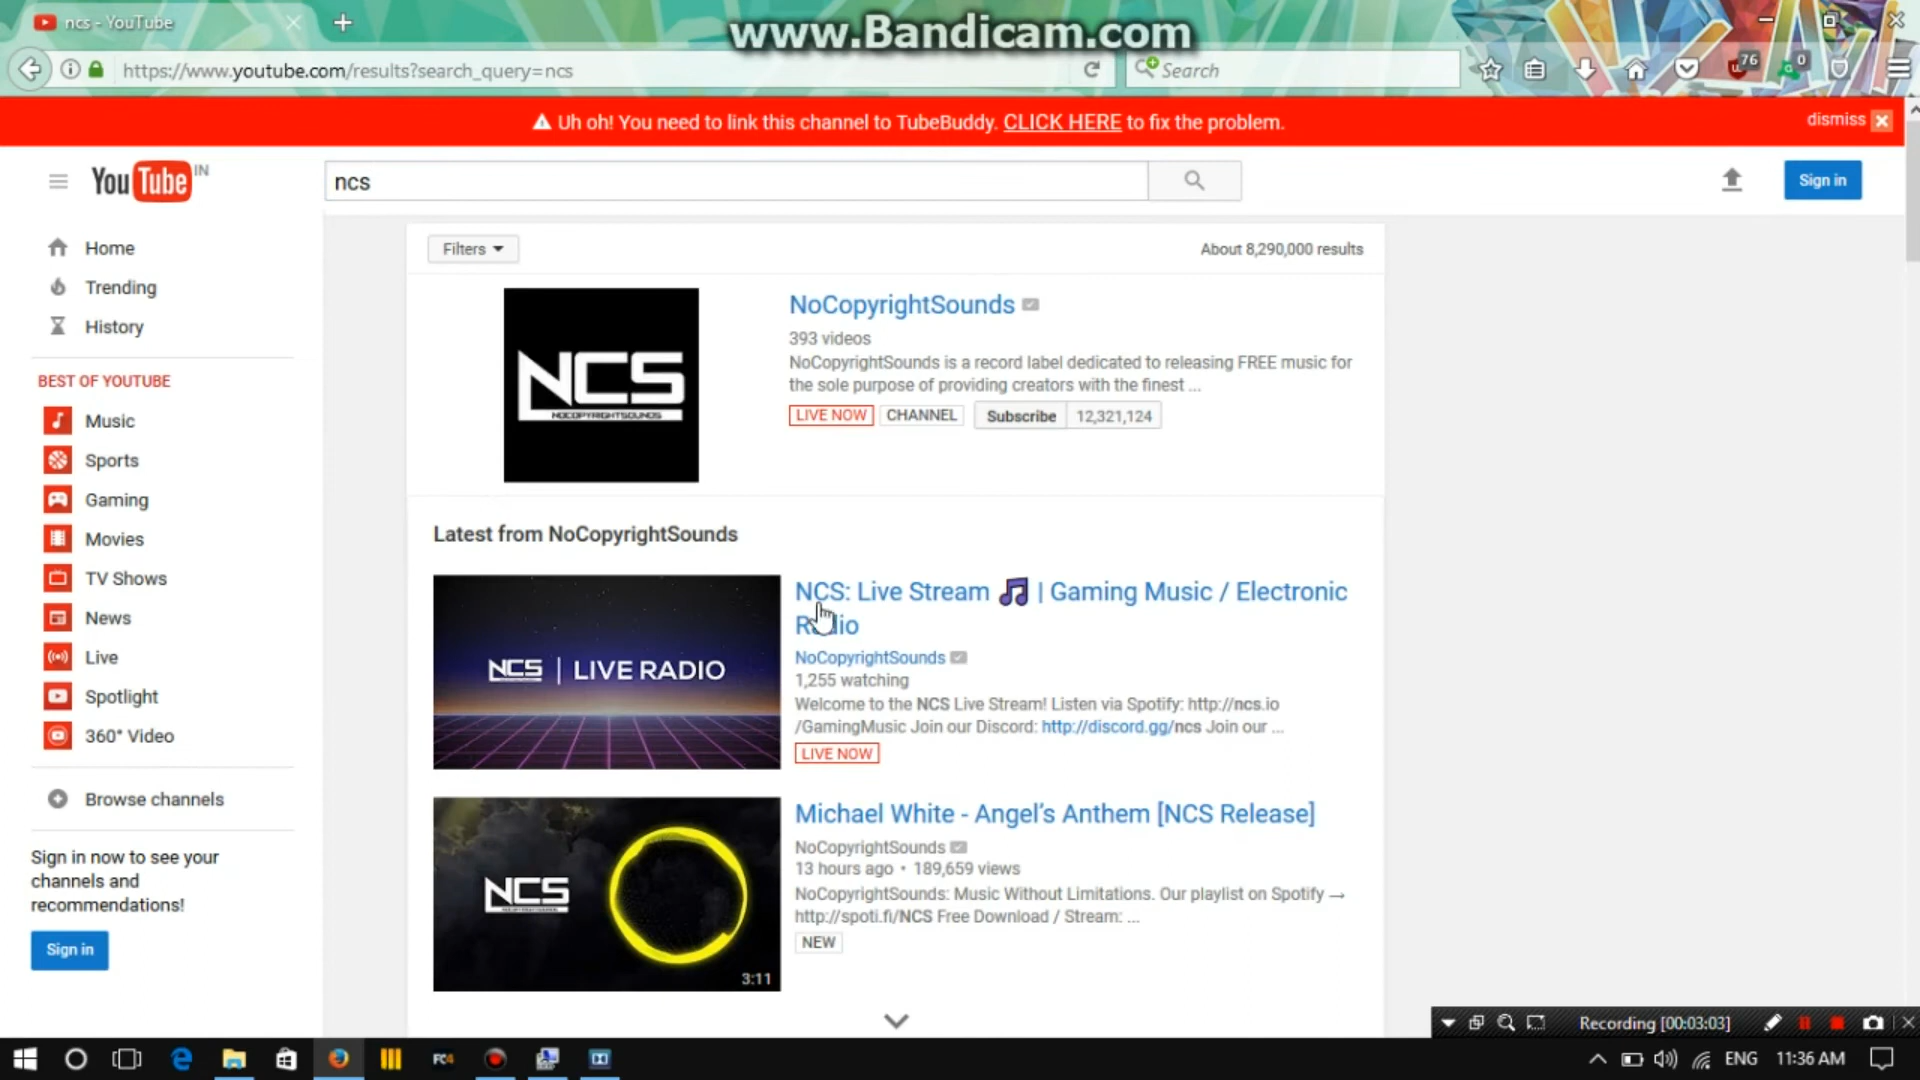 ncs - YouTube
www.Bandicam.com
https://www.youtube.com/results?search_query=ncs
Search
76
0
Uh oh! You need to link this channel to TubeBuddy. CLICK HERE to fix the problem.
dismiss
YouTube IN
ncs
Sign in
Home
Trending
History
BEST OF YOUTUBE
Music
Sports
Gaming
Movies
TV Shows
News
Live
Spotlight
360° Video
Browse channels
Sign in now to see your
channels and
recommendations!
Sign in
Filters
About 8,290,000 results
NCS
NOCOPYRIGHTSOUNDS
NoCopyrightSounds
393 videos
NoCopyrightSounds is a record label dedicated to releasing FREE music for
the sole purpose of providing creators with the finest ...
LIVE NOW CHANNEL Subscribe 12,321,124
Latest from NoCopyrightSounds
NCS | LIVE RADIO
NCS: Live Stream 🎵 | Gaming Music / Electronic
Radio
NoCopyrightSounds
1,255 watching
Welcome to the NCS Live Stream! Listen via Spotify: http://ncs.io
/GamingMusic Join our Discord: http://discord.gg/ncs Join our ...
LIVE NOW
NCS
3:11
Michael White - Angel’s Anthem [NCS Release]
NoCopyrightSounds
13 hours ago • 189,659 views
NoCopyrightSounds: Music Without Limitations. Our playlist on Spotify →
http://spoti.fi/NCS Free Download / Stream: ...
NEW
Recording [00:03:03]
FC4
ENG
11:36 AM